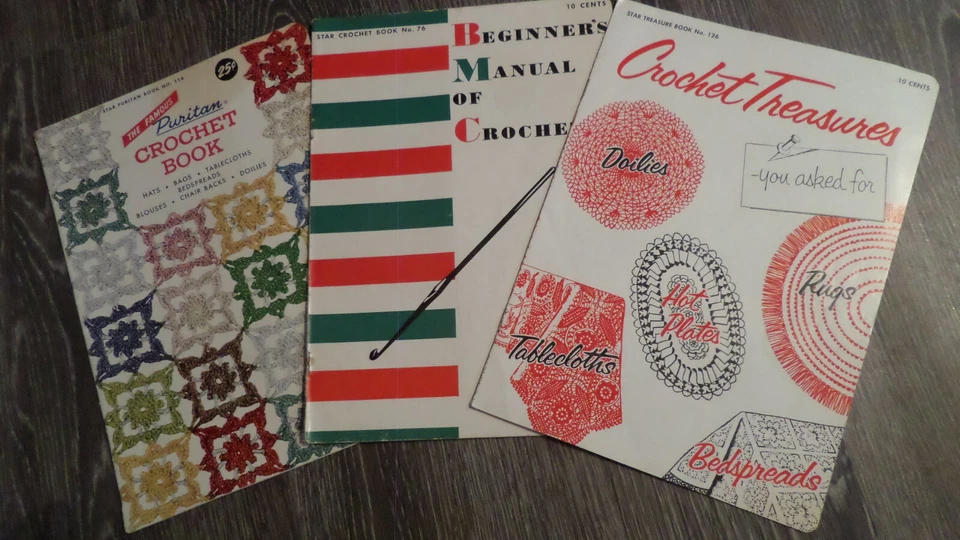 STAR PURITAN BOOK NO. 114
25¢
THE FAMOUS
Puritan®
CROCHET
BOOK
HATS • BAGS • TABLECLOTHS
BEDSPREADS
BLOUSES • CHAIR BACKS • DOILIES
STAR CROCHET BOOK No. 76
10 CENTS
BEGINNER'S
MANUAL
OF
CROCHE
STAR TREASURE BOOK No. 126
10 CENTS
Crochet Treasures
-you asked for
Doilies
Hot
Plates
Rugs
Tablecloths
Bedspreads